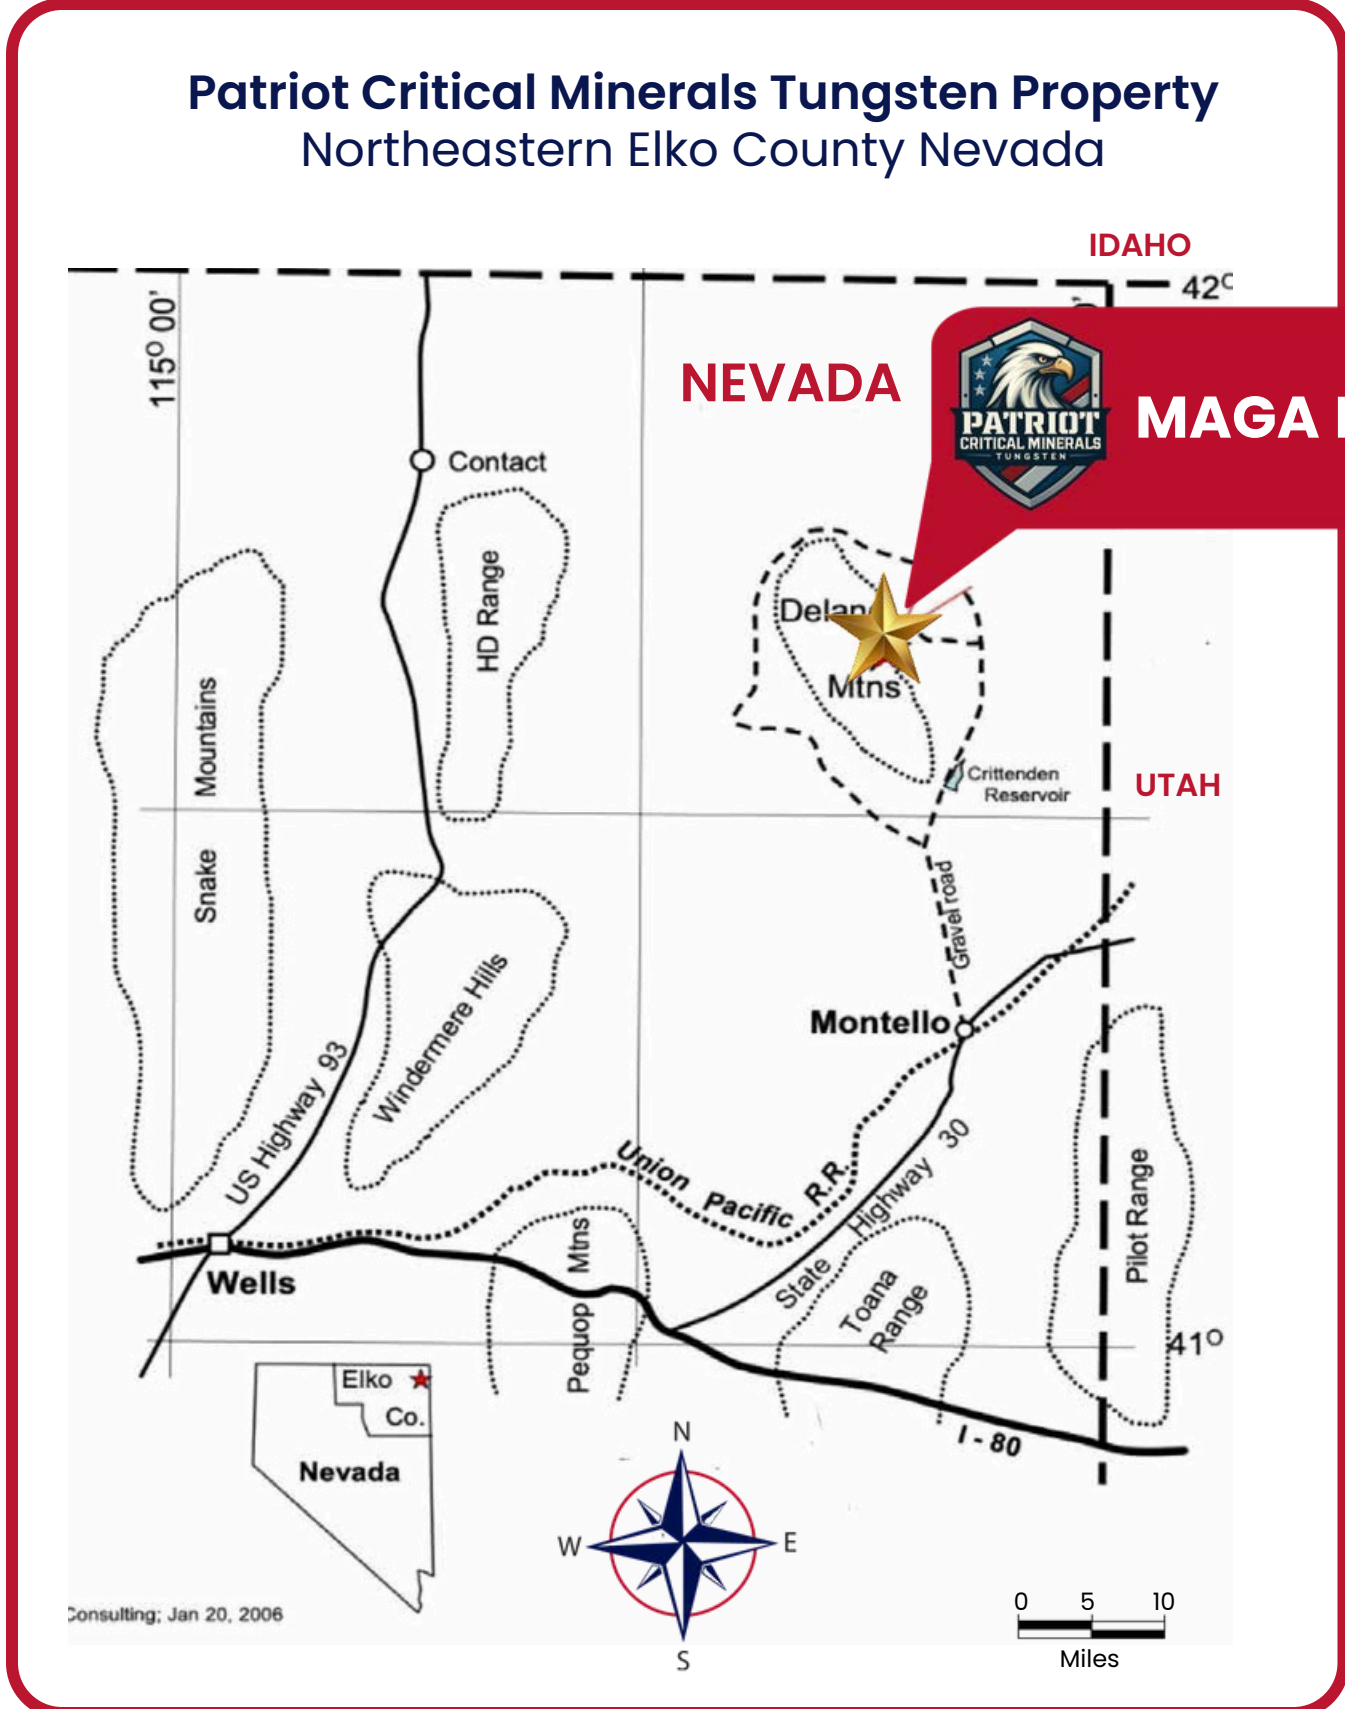 Patriot Critical Minerals Tungsten Property
Northeastern Elko County Nevada
IDAHO
42O
115O 00'
NEVADA
PATRIOT
CRITICAL MINERALS
TUNGSTEN
MAGA
Contact
HD Range
Mtns
Crittenden
Reservoir
UTAH
Snake Mountains
Gravel road
Windermere Hills
Montello
US Highway 93
Union Pacific R.R.
State Highway 30
Pilot Range
Wells
Pequop Mtns
Toana
Range
41O
Elko
Co.
Nevada
I - 80
N
W
E
S
Consulting; Jan 20, 2006
0 5 10
Miles